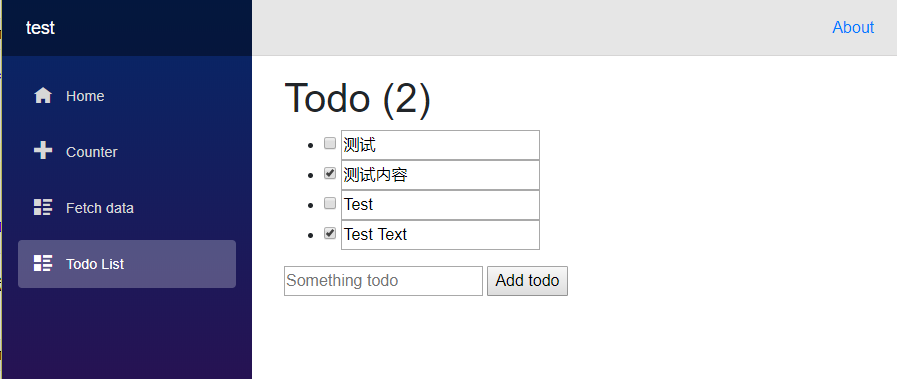 test
About
Home
Counter
Fetch data
Todo List
Todo (2)
测试
测试内容
Test
Test Text
Something todo
Add todo